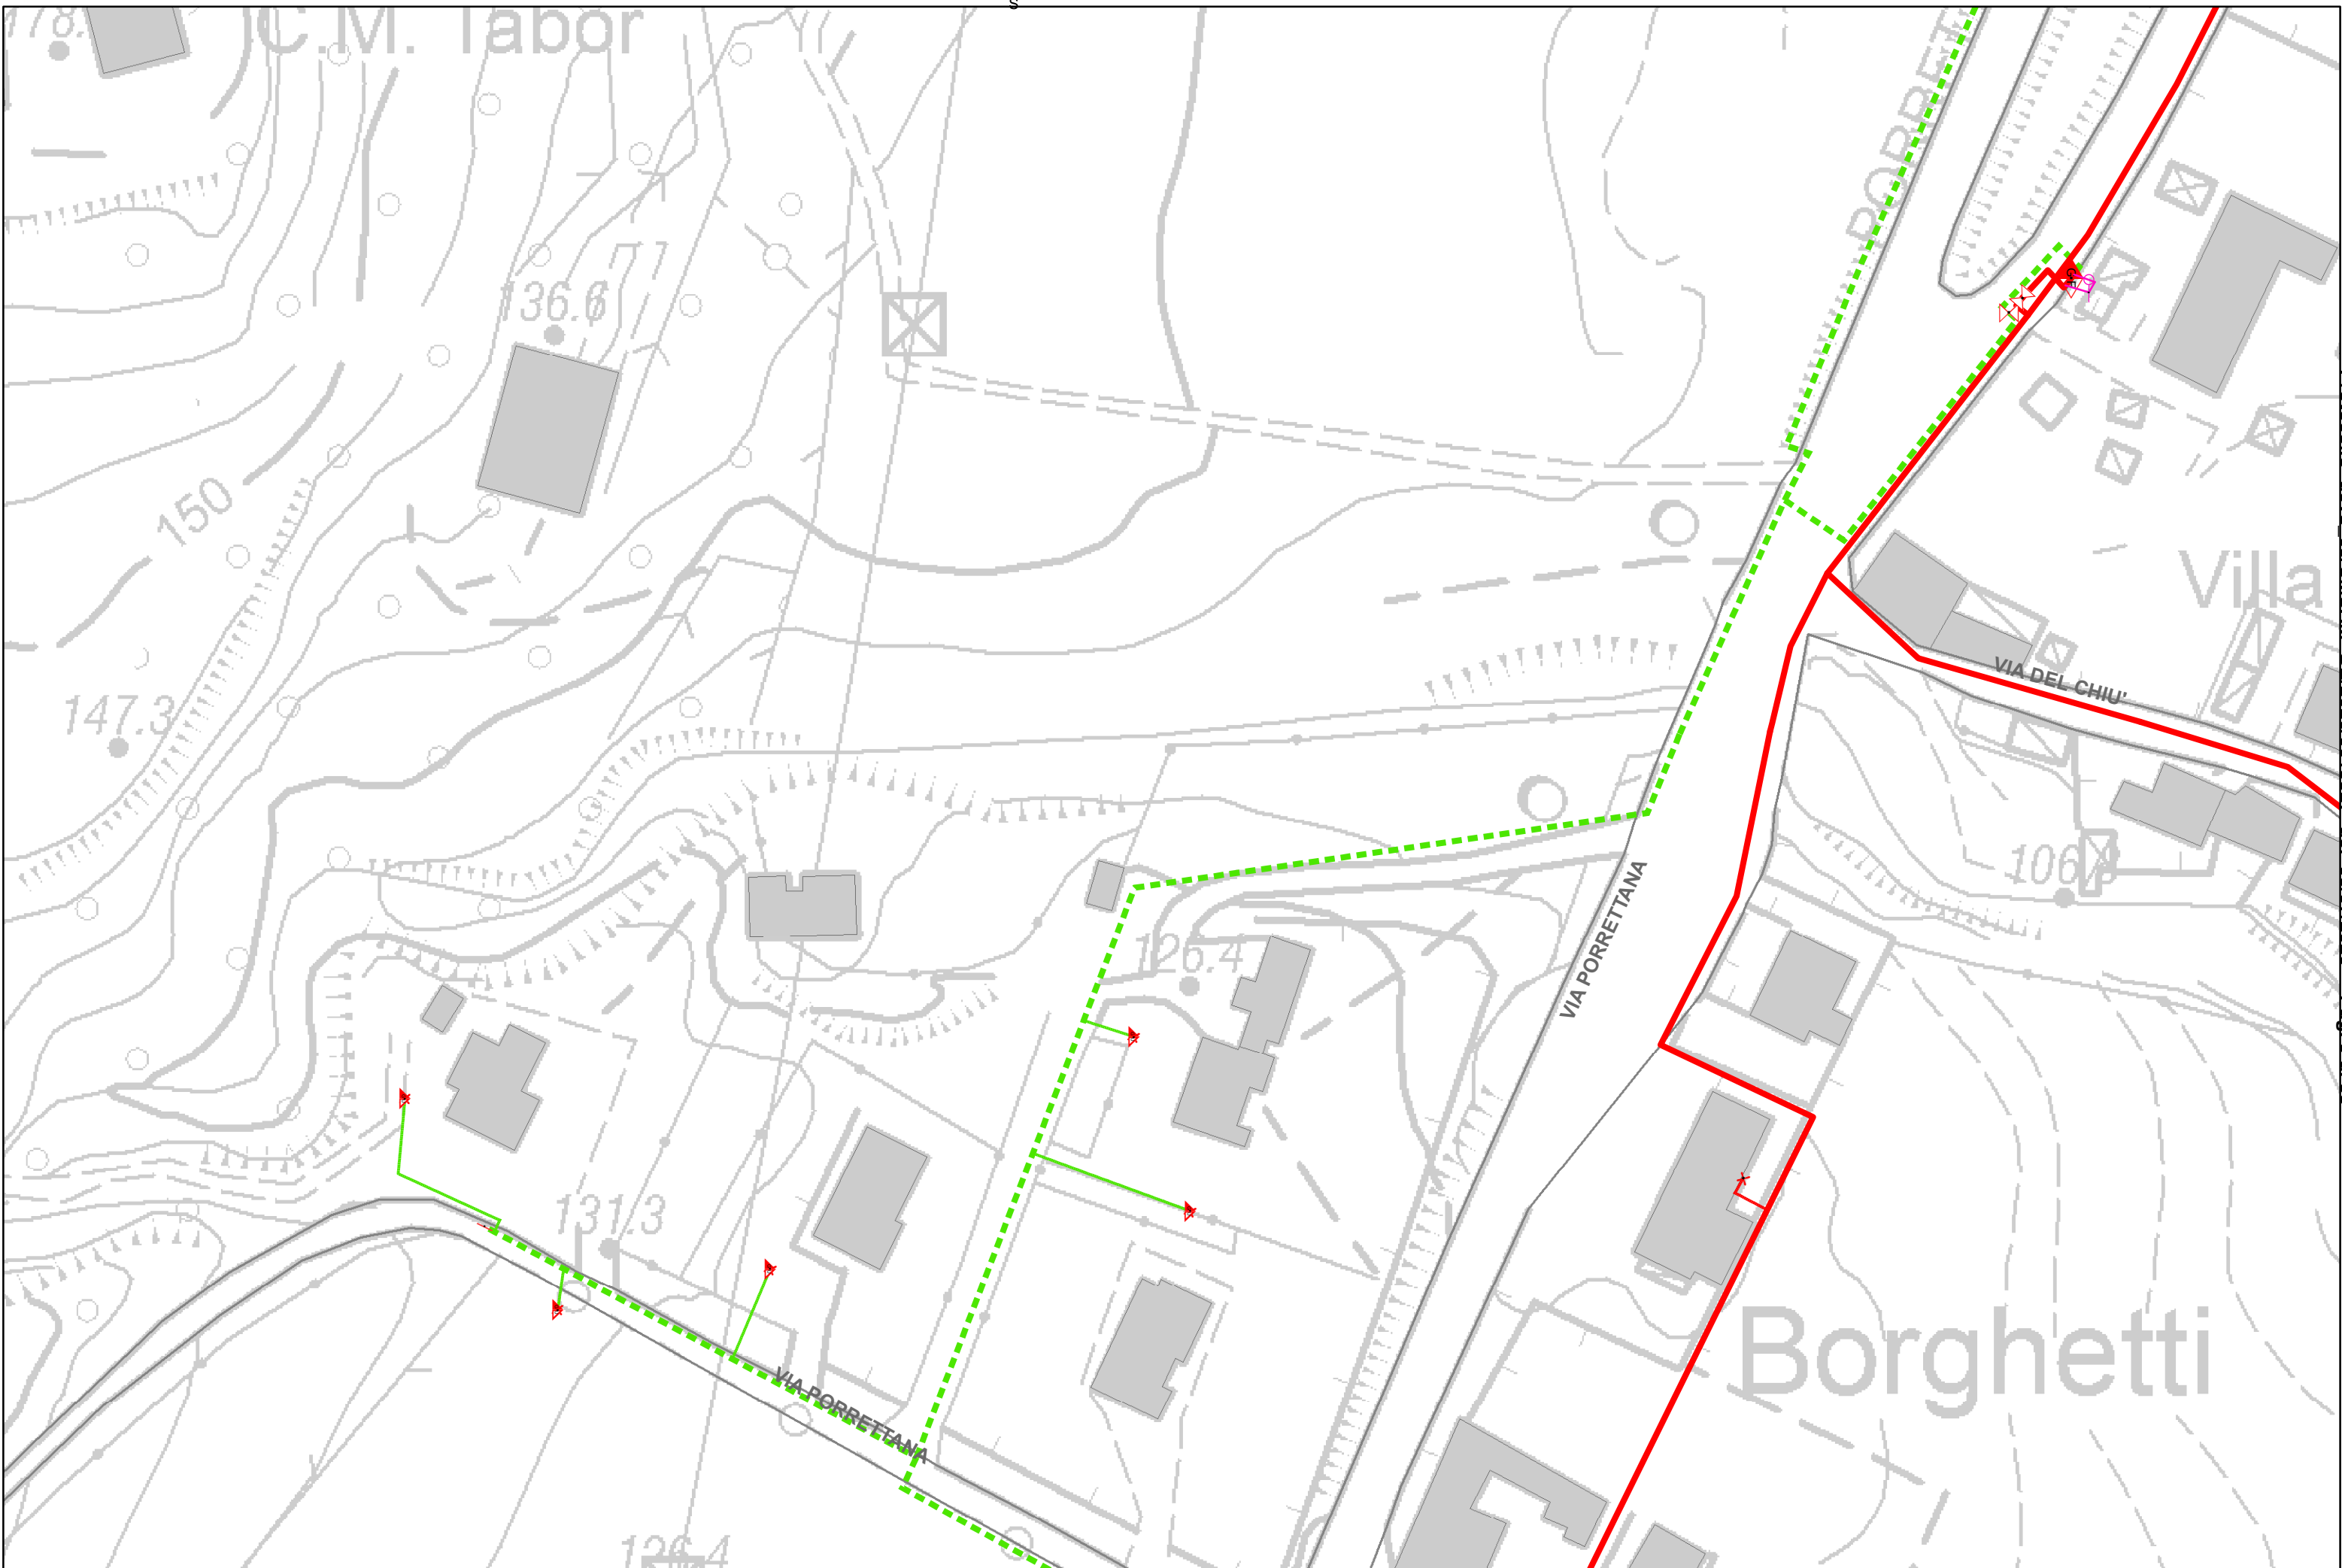 C.M. Tabor
136.6
150
Villa
VIA DEL CHIU'
147.3
VIA PORRETTANA
126.4
131.3
Borghetti
VIA PORRETTANA
126.4